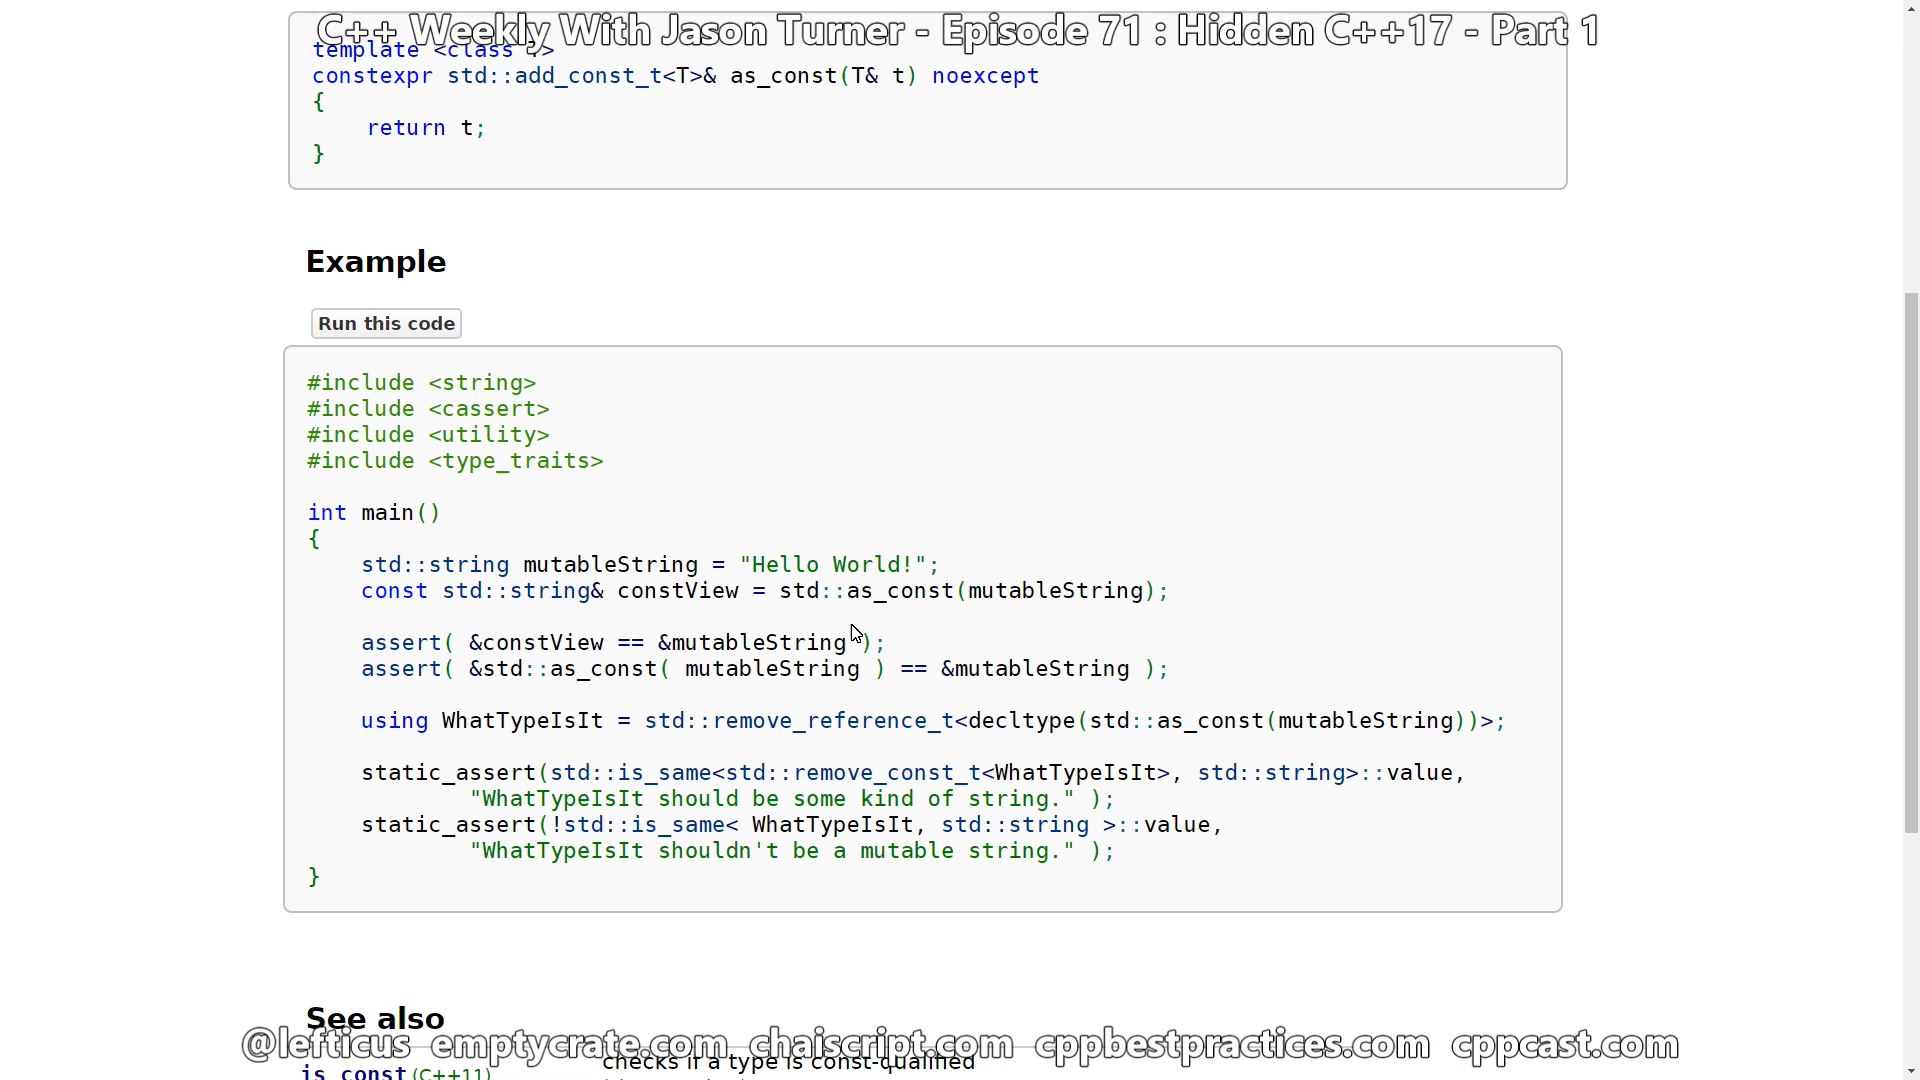 C++ Weekly With Jason Turner - Episode 71 : Hidden C++17 - Part 1
template <class T>
constexpr std::add_const_t<T>& as_const(T& t) noexcept
{
    return t;
}
Example
Run this code
#include <string>
#include <cassert>
#include <utility>
#include <type_traits>
int main()
{
    std::string mutableString = "Hello World!";
    const std::string& constView = std::as_const(mutableString);
    assert( &constView == &mutableString );
    assert( &std::as_const( mutableString ) == &mutableString );
    using WhatTypeIsIt = std::remove_reference_t<decltype(std::as_const(mutableString))>;
    static_assert(std::is_same<std::remove_const_t<WhatTypeIsIt>, std::string>::value,
            "WhatTypeIsIt should be some kind of string." );
    static_assert(!std::is_same< WhatTypeIsIt, std::string >::value,
            "WhatTypeIsIt shouldn't be a mutable string." );
}
See also
@lefticus emptycrate.com chaiscript.com cppbestpractices.com cppcast.com
checks if a type is const-qualified
is_const(C++11)